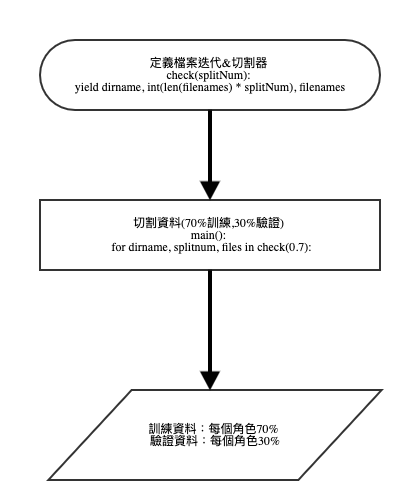 定義檔案迭代&切割器
check(splitNum):
yield dirname, int(len(filenames) * splitNum), filenames
切割資料(70%訓練,30%驗證)
main():
for dirname, splitnum, files in check(0.7):
訓練資料：每個角色70%
驗證資料：每個角色30%